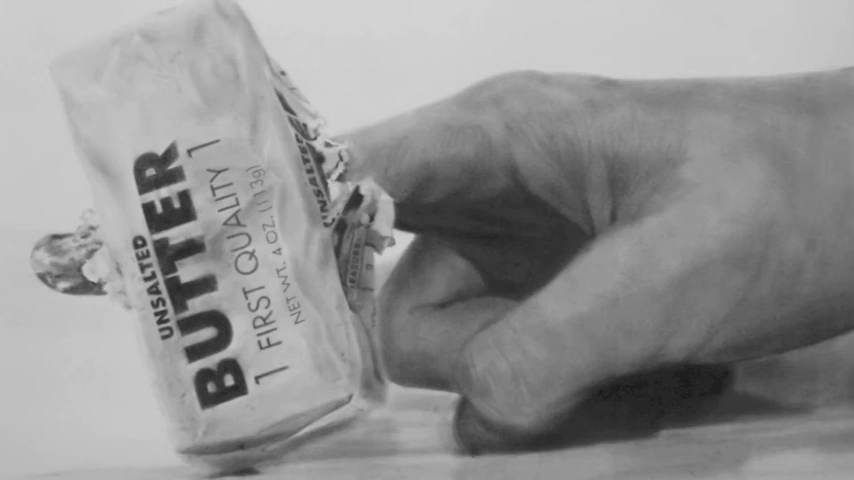 UNSALTED
BUTTER
1 FIRST QUALITY 1
NET WT. 4 OZ. (113g)
UNSALTED